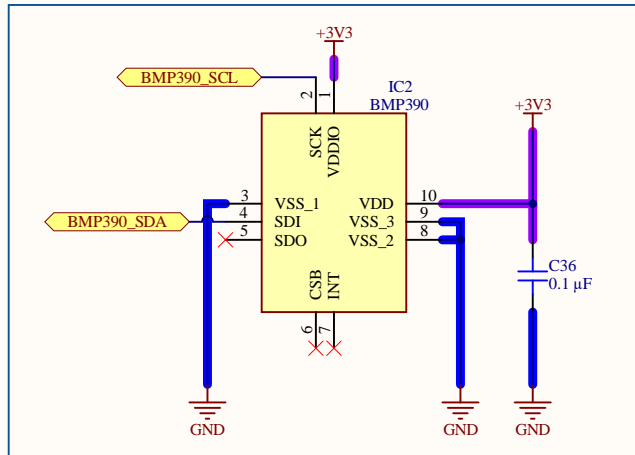 +3V3
BMP390_SCL
IC2
BMP390
2
1
SCK
VDDIO
+3V3
3
VSS_1
VDD
10
BMP390_SDA
4
SDI
VSS_3
9
5
SDO
VSS_2
8
CSB
INT
C36
0.1 µF
6
7
GND
GND
GND